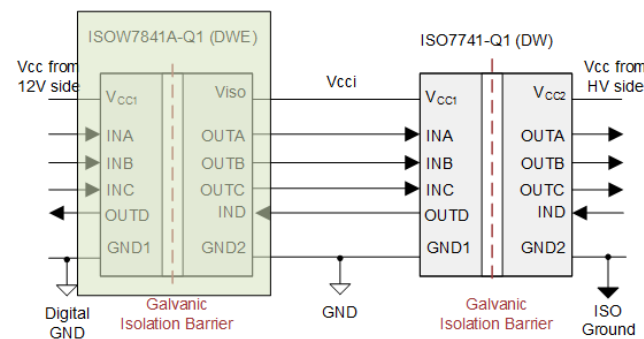 ISOW7841A-Q1 (DWE)
ISO7741-Q1 (DW)
Vcc from
12V side
Vcci
Vcc from
HV side
VCC1
Viso
INA
OUTA
INB
OUTB
INC
OUTC
OUTD
IND
GND1
GND2
VCC1
VCC2
INA
OUTA
INB
OUTB
INC
OUTC
OUTD
IND
GND1
GND2
Digital
GND
Galvanic
Isolation Barrier
GND
Galvanic
Isolation Barrier
ISO
Ground